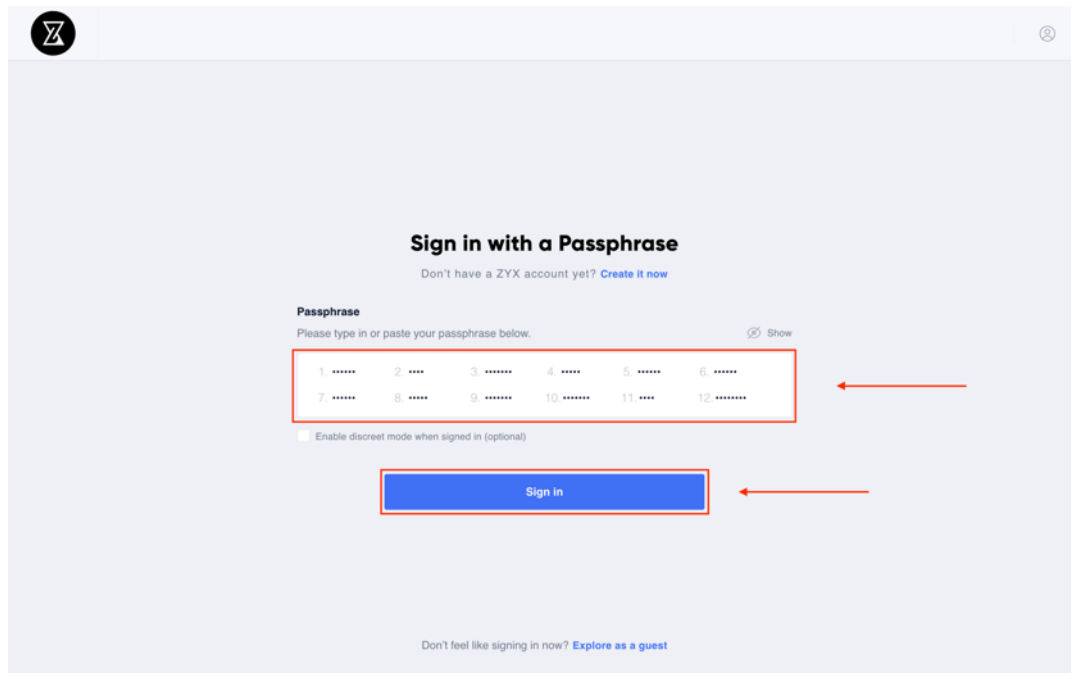 Sign in with a Passphrase
Don't have a ZYX account yet? Create it now
Passphrase
Please type in or paste your passphrase below.
Show
1. •••••• 2. •••• 3. ••••••• 4. ••••• 5. •••••• 6. ••••••
7. •••••• 8. ••••• 9. ••••••• 10. ••••••• 11. •••• 12. ••••••••
Enable discreet mode when signed in (optional)
Sign in
Don't feel like signing in now? Explore as a guest